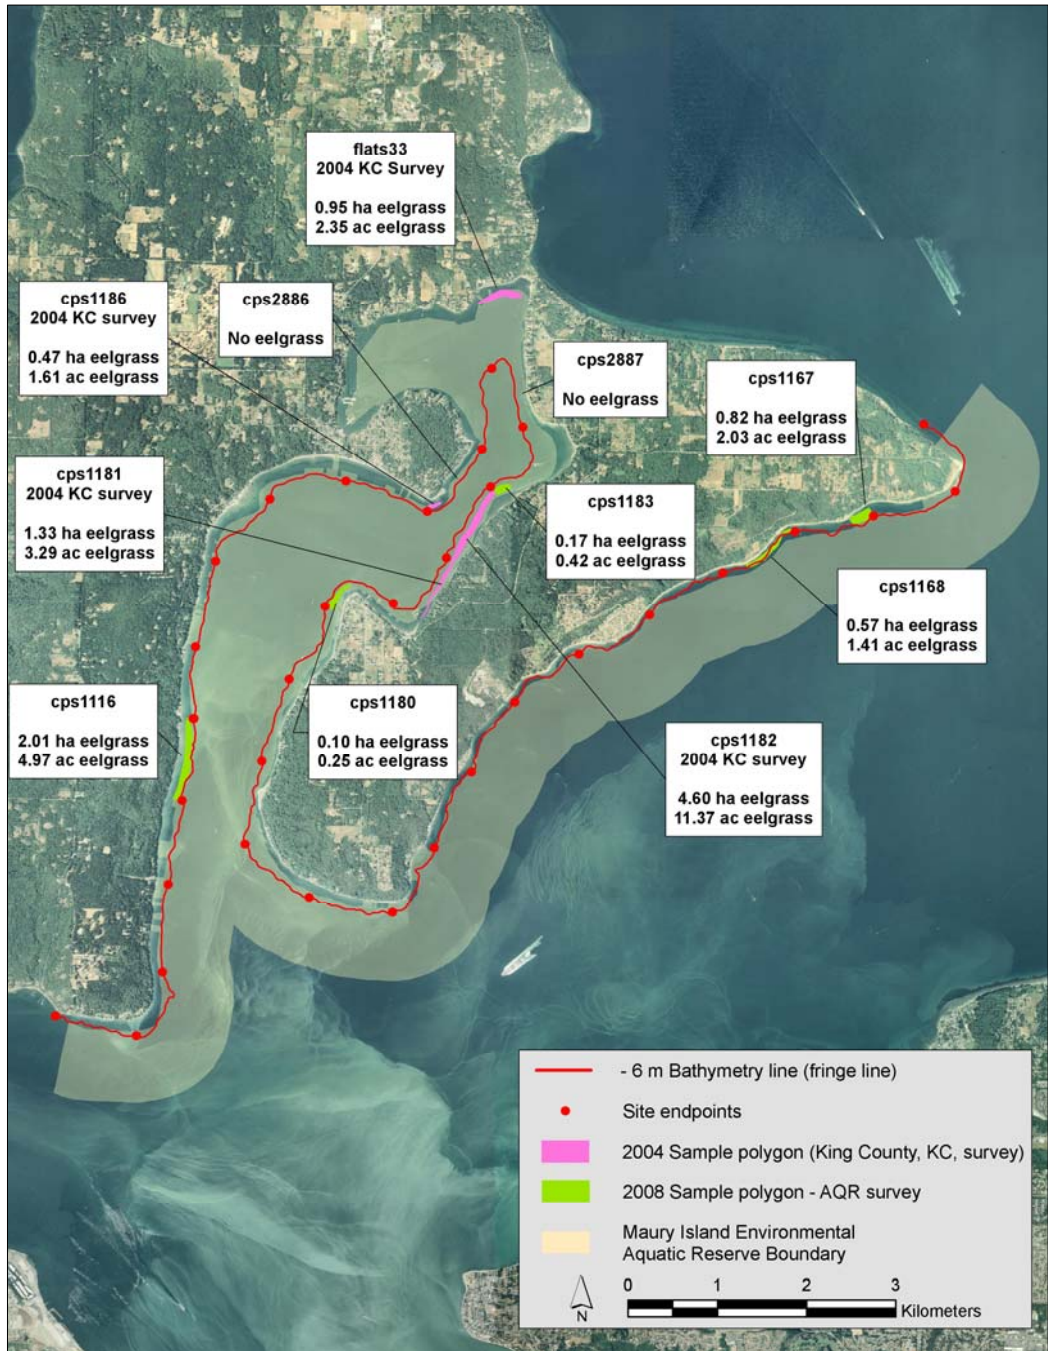 flats33
2004 KC Survey
0.95 ha eelgrass
2.35 ac eelgrass
cps1186
2004 KC survey
0.47 ha eelgrass
1.61 ac eelgrass
cps2886
No eelgrass
cps2887
No eelgrass
cps1167
0.82 ha eelgrass
2.03 ac eelgrass
cps1181
2004 KC survey
1.33 ha eelgrass
3.29 ac eelgrass
cps1183
0.17 ha eelgrass
0.42 ac eelgrass
cps1168
0.57 ha eelgrass
1.41 ac eelgrass
cps1116
2.01 ha eelgrass
4.97 ac eelgrass
cps1180
0.10 ha eelgrass
0.25 ac eelgrass
cps1182
2004 KC survey
4.60 ha eelgrass
11.37 ac eelgrass
- 6 m Bathymetry line (fringe line)
Site endpoints
2004 Sample polygon (King County, KC, survey)
2008 Sample polygon - AQR survey
Maury Island Environmental
Aquatic Reserve Boundary
N
0 1 2 3
Kilometers